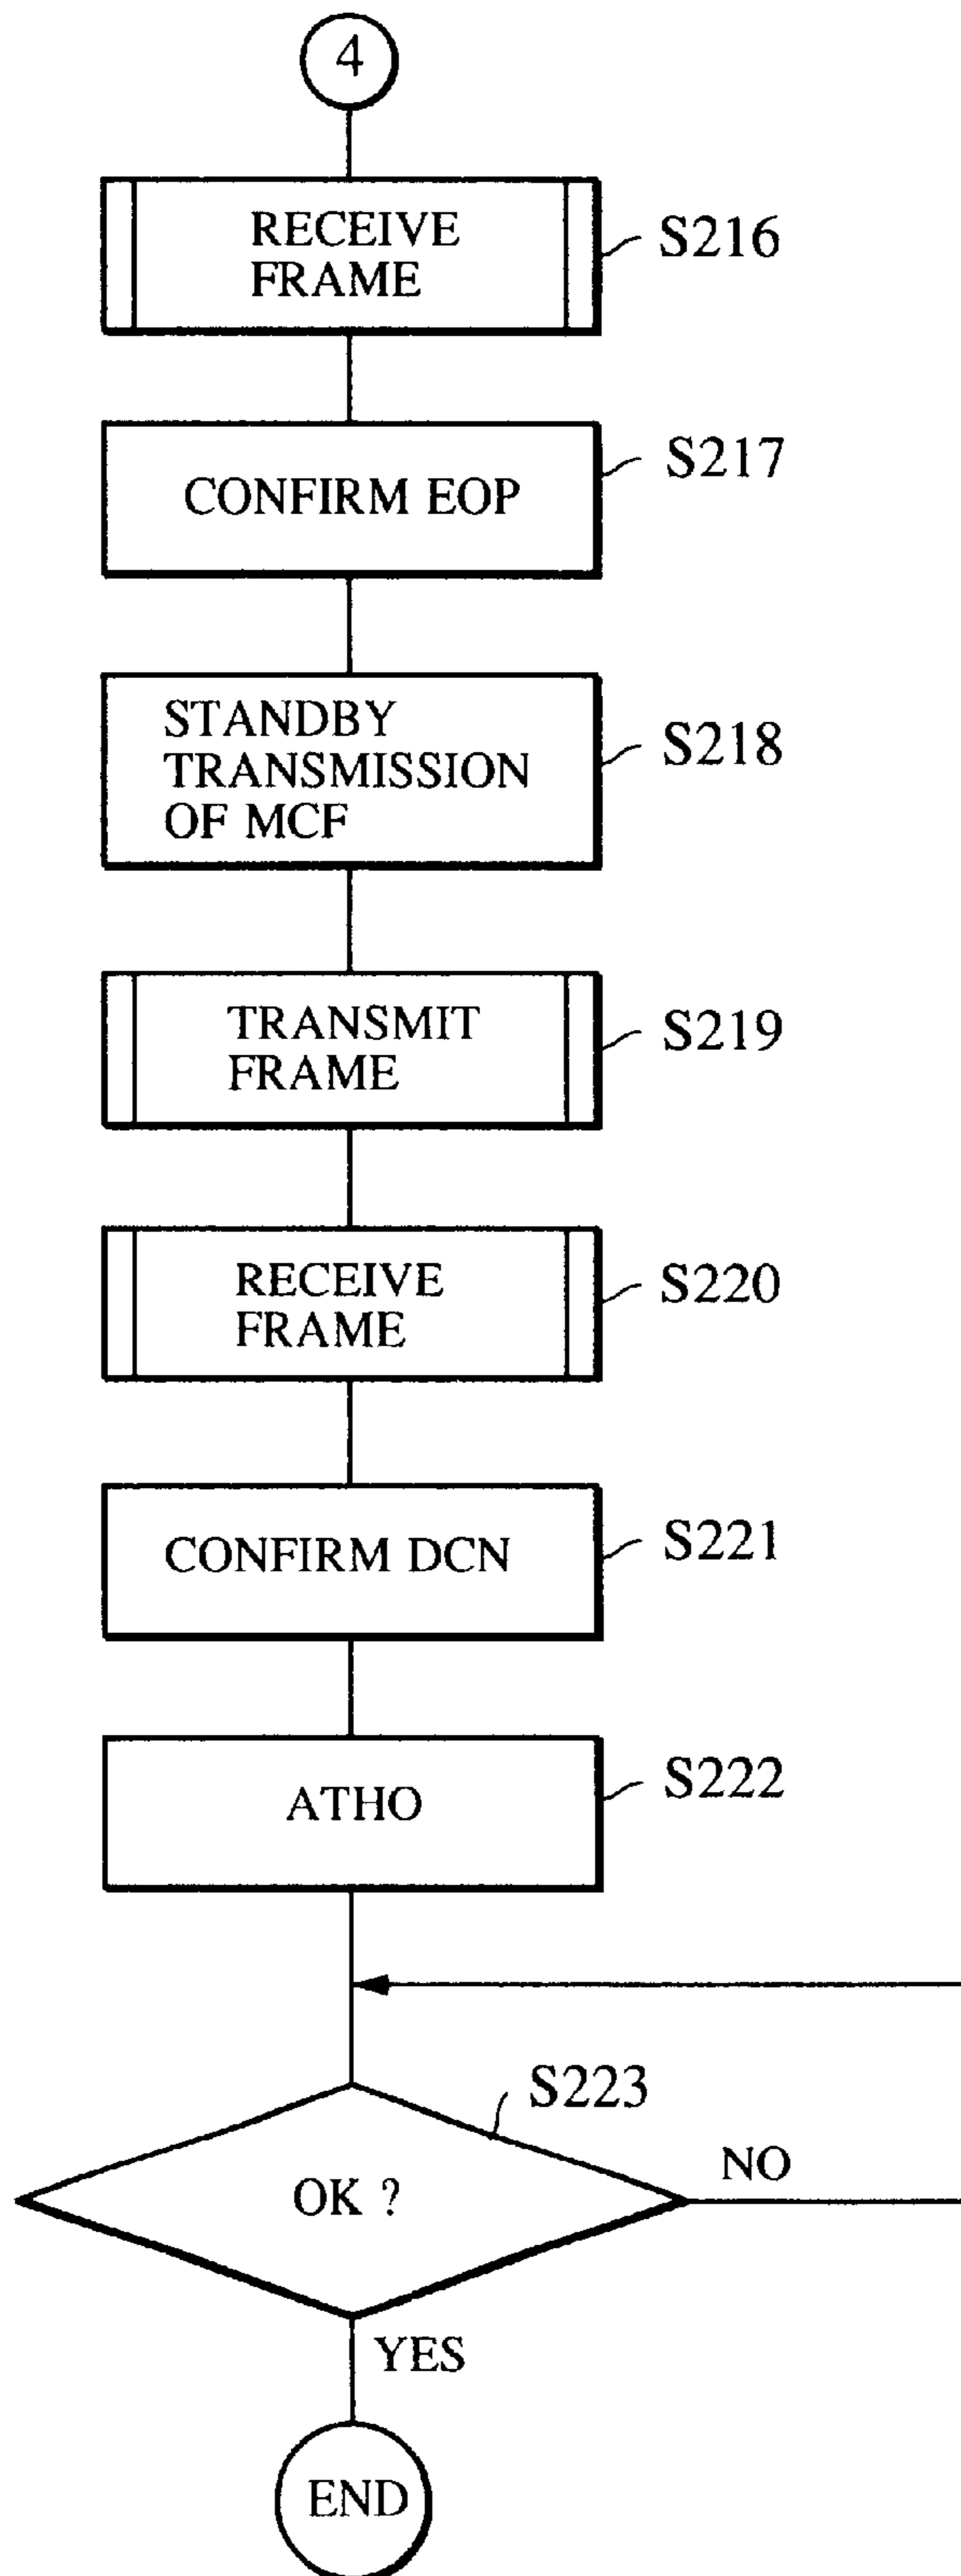 4
RECEIVE
FRAME
S216
CONFIRM EOP
S217
STANDBY
TRANSMISSION
OF MCF
S218
TRANSMIT
FRAME
S219
RECEIVE
FRAME
S220
CONFIRM DCN
S221
ATHO
S222
S223
OK ?
NO
YES
END